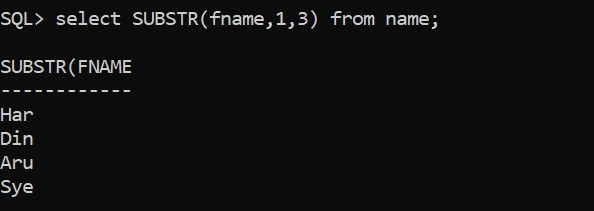 SQL> select SUBSTR(fname,1,3) from name;
SUBSTR(FNAME
------------
Har
Din
Aru
Sye